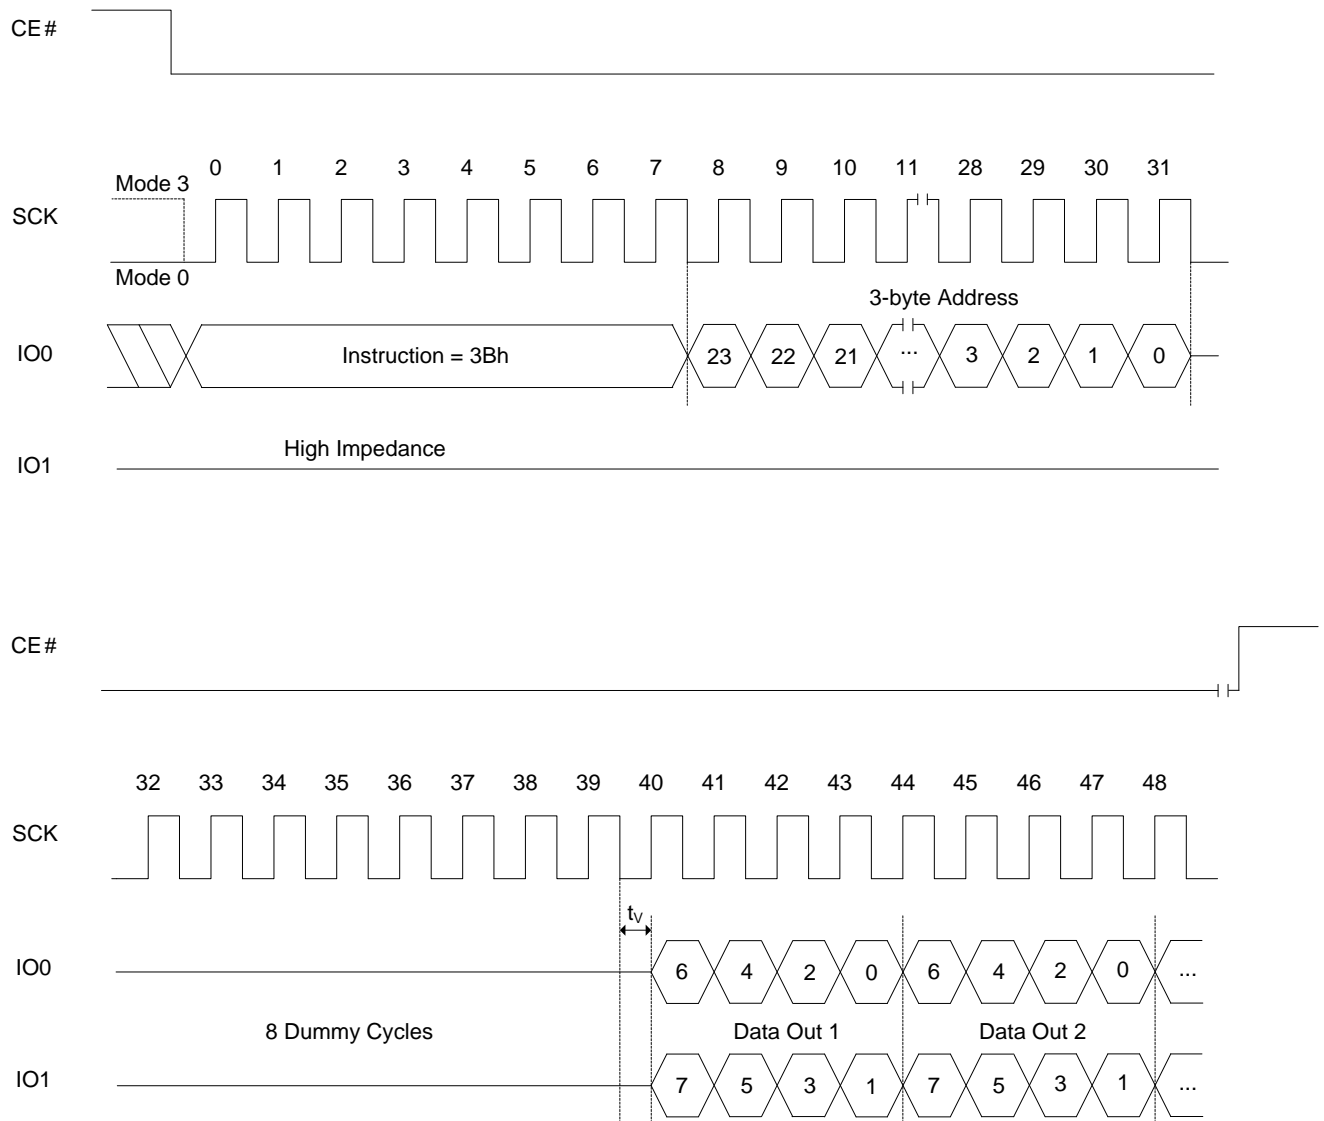 CE#
0 1 2 3 4 5 6 7 8 9 10 11 28 29 30 31
Mode 3
SCK
Mode 0
3-byte Address
IO0 Instruction = 3Bh 23 22 21 ... 3 2 1 0
High Impedance
IO1
CE#
32 33 34 35 36 37 38 39 40 41 42 43 44 45 46 47 48
SCK
tV
IO0 6 4 2 0 6 4 2 0 ...
8 Dummy Cycles Data Out 1 Data Out 2
IO1 7 5 3 1 7 5 3 1 ...